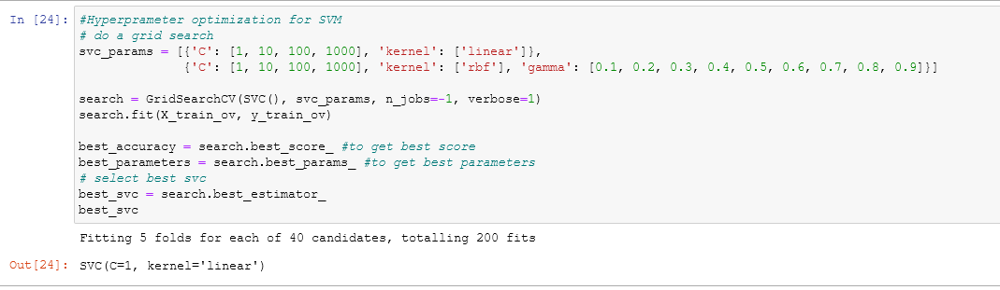 In [24]: #Hyperprameter optimization for SVM
# do a grid search
svc_params = [{'C': [1, 10, 100, 1000], 'kernel': ['linear']},
{'C': [1, 10, 100, 1000], 'kernel': ['rbf'], 'gamma': [0.1, 0.2, 0.3, 0.4, 0.5, 0.6, 0.7, 0.8, 0.9]}]
search = GridSearchCV(SVC(), svc_params, n_jobs=-1, verbose=1)
search.fit(X_train_ov, y_train_ov)
best_accuracy = search.best_score_ #to get best score
best_parameters = search.best_params_ #to get best parameters
# select best svc
best_svc = search.best_estimator_
best_svc
Fitting 5 folds for each of 40 candidates, totalling 200 fits
Out[24]: SVC(C=1, kernel='linear')